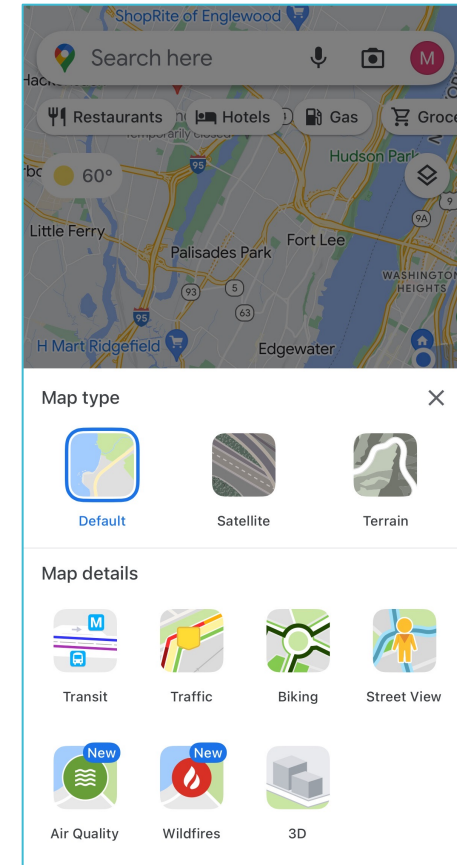 ShopRite of Englewood
Search here
M
Restaurants
Hotels
Gas
Groce
Temporarily closed
95
Hudson Park
60°
9
9A
Little Ferry
Fort Lee
Palisades Park
WASHINGTON
HEIGHTS
93
5
63
95
H Mart Ridgefield
Edgewater
Map type
Default
Satellite
Terrain
Map details
M
Transit
Traffic
Biking
Street View
New
New
Air Quality
Wildfires
3D